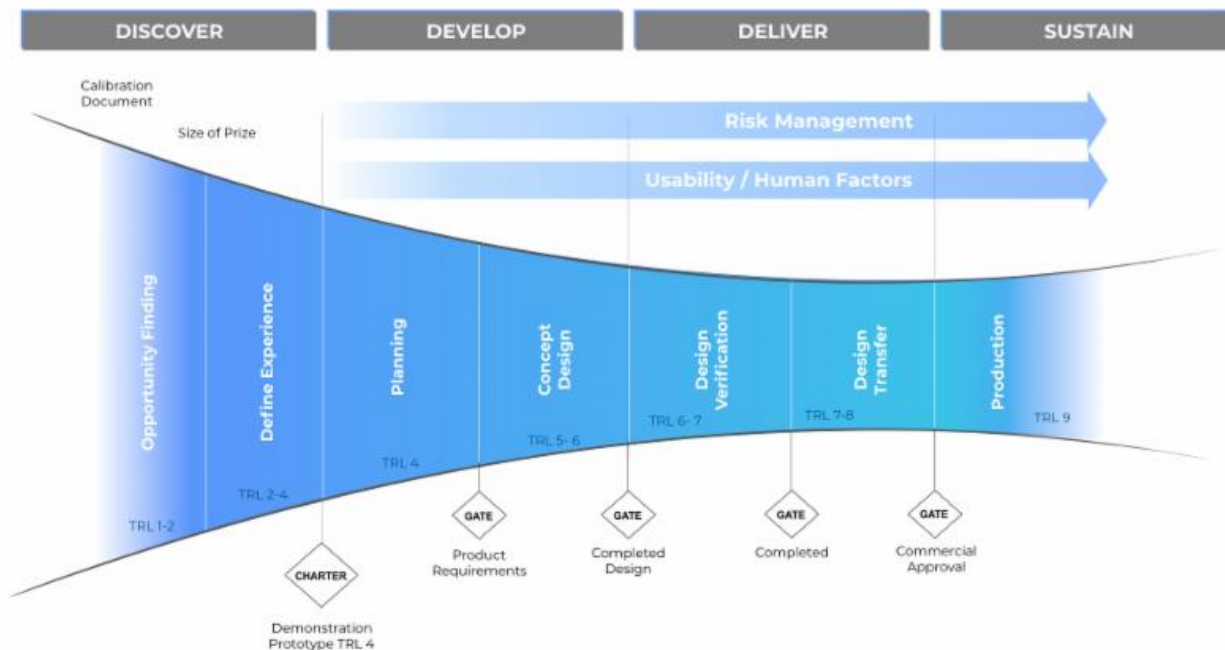 DISCOVER
DEVELOP
DELIVER
SUSTAIN
Calibration
Document
Size of Prize
Risk Management
Usability / Human Factors
Opportunity Finding
Define Experience
Planning
Concept
Design
Design
Verification
Design
Transfer
Production
TRL 1-2
TRL 2-4
TRL 4
TRL 5- 6
TRL 6- 7
TRL 7-8
TRL 9
CHARTER
Demonstration
Prototype TRL 4
GATE
Product
Requirements
GATE
Completed
Design
GATE
Completed
GATE
Commercial
Approval